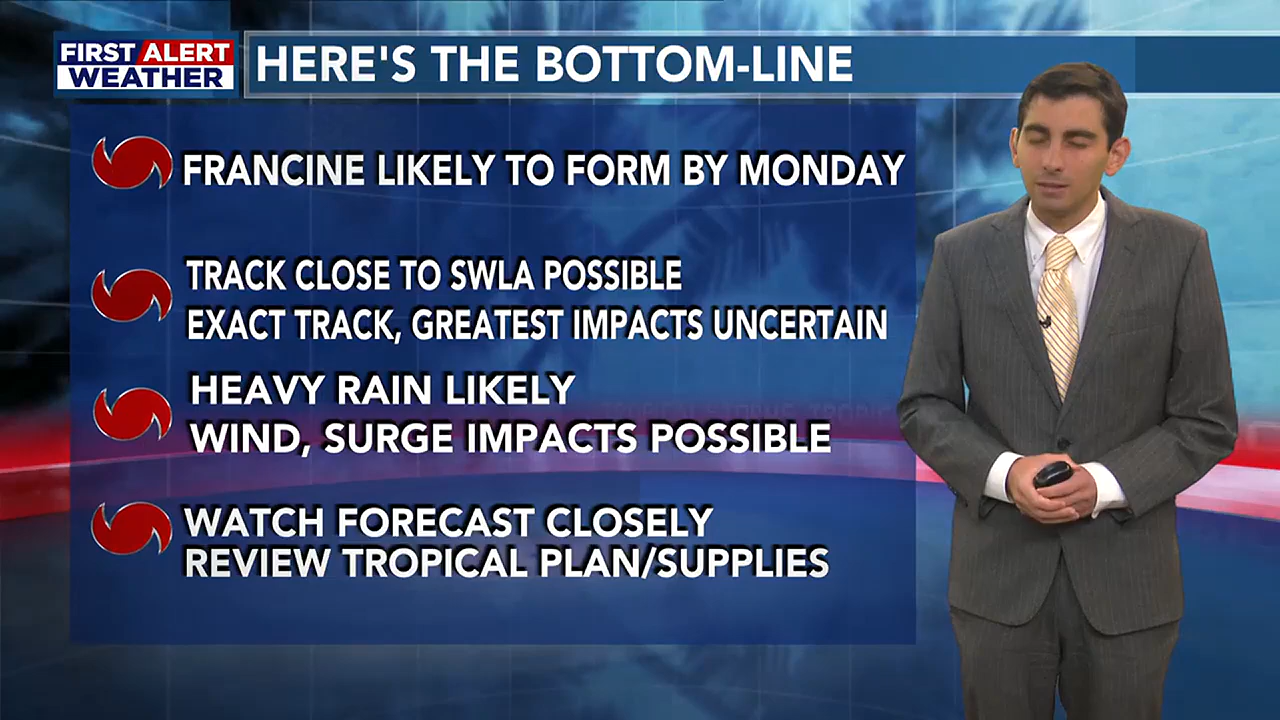 FIRST ALERT
WEATHER
HERE'S THE BOTTOM-LINE
FRANCINE LIKELY TO FORM BY MONDAY
TRACK CLOSE TO SWLA POSSIBLE
EXACT TRACK, GREATEST IMPACTS UNCERTAIN
HEAVY RAIN LIKELY
WIND, SURGE IMPACTS POSSIBLE
WATCH FORECAST CLOSELY
REVIEW TROPICAL PLAN/SUPPLIES